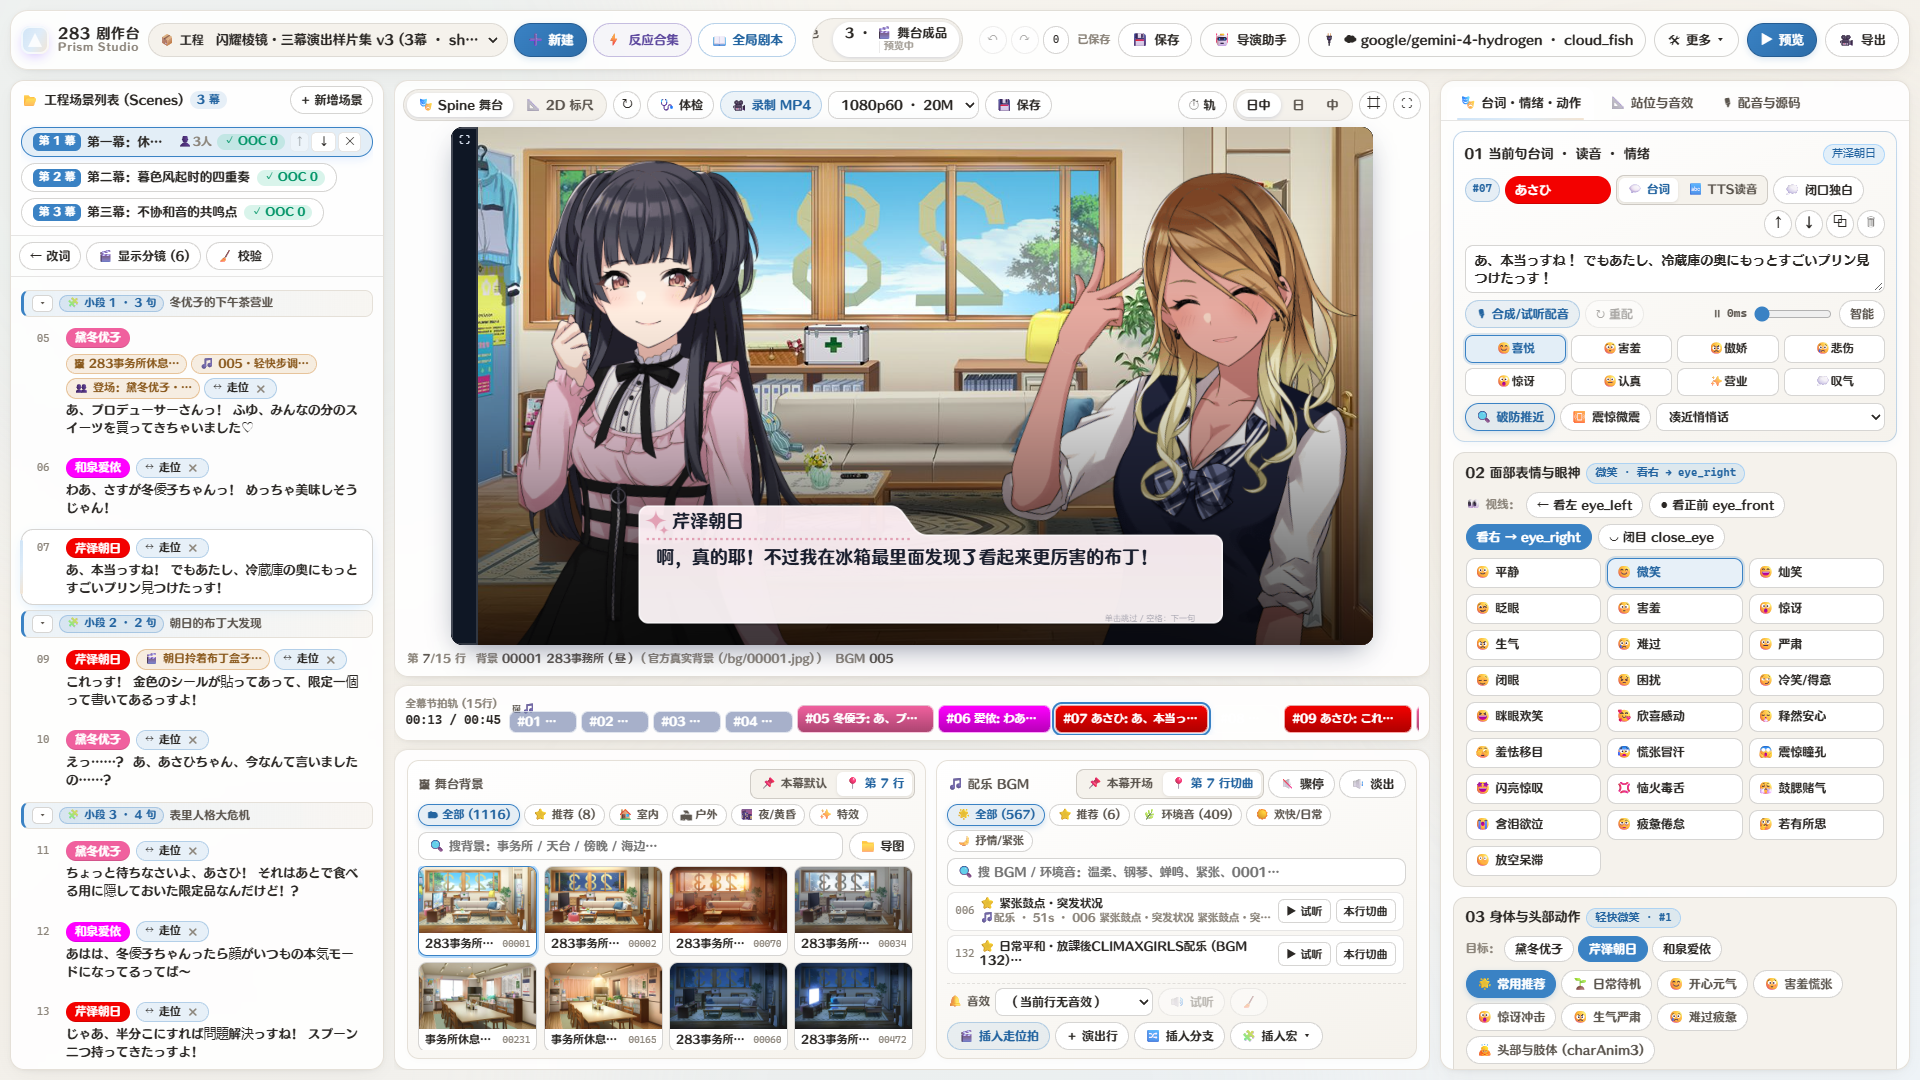 283 剧作台
Prism Studio
工程 闪耀棱镜・三幕演出样片集 v3 (3幕 · sh···
新建
反应合集
全局剧本
3 · 舞台成品
预览中
0
已保存
保存
导演助手
google/gemini-4-hydrogen · cloud_fish
更多
预览
导出
工程场景列表 (Scenes) 3 幕
+ 新增场景
第 1 幕 第一幕：休··· 3人 ✓ OOC 0 ↑ ↓ ×
第 2 幕 第二幕：暮色风起时的四重奏 ✓ OOC 0
第 3 幕 第三幕：不协和音的共鸣点 ✓ OOC 0
← 改词
显示分镜 (6)
校验
小段 1 · 3 句 冬优子的下午茶营业
05 黛冬优子
283事务所休息··· 005・轻快步调···
登场：黛冬优子・··· ↔ 走位 ×
あ、プロデューサーさんっ！ ふゆ、みんなの分のスイーツを買ってきちゃいました♡
06 和泉爱依 ↔ 走位 ×
わあ、さすが冬優子ちゃんっ！ めっちゃ美味しそうじゃん！
07 芹泽朝日 ↔ 走位 ×
あ、本当っすね！ でもあたし、冷蔵庫の奥にもっとすごいプリン見つけたっす！
小段 2 · 2 句 朝日的布丁大发现
09 芹泽朝日 朝日拎着布丁盒子··· ↔ 走位 ×
これっす！ 金色のシールが貼ってあって、限定一個って書いてあるっすよ！
10 黛冬优子 ↔ 走位 ×
えっ……？ あ、あさひちゃん、今なんて言いましたの……？
小段 3 · 4 句 表里人格大危机
11 黛冬优子 ↔ 走位 ×
ちょっと待ちなさいよ、あさひ！ それはあとで食べる用に隠しておいた限定品なんだけど！？
12 和泉爱依 ↔ 走位 ×
あはは、冬優子ちゃんったら顔がいつもの本気モードになってるってば〜
13 芹泽朝日 ↔ 走位 ×
じゃあ、半分こにすれば問題解決っすね！ スプーン二つ持ってきたっすよ！
Spine 舞台
2D 标尺
↻
体检
录制 MP4
1080p60 · 20M
保存
轨
日中 日 中
283
芹泽朝日
啊，真的耶！不过我在冰箱最里面发现了看起来更厉害的布丁！
单击跳过 / 空格：下一句
第 7/15 行 背景 00001 283事務所（昼）（官方真实背景 (/bg/00001.jpg)） BGM 005
全幕节拍轨 (15行)
00:13 / 00:45
#01 ···
#02 ···
#03 ···
#04 ···
#05 冬優子: あ、プ···
#06 爱依: わあ···
#07 あさひ: あ、本当っ···
#09 あさひ: これ···
舞台背景
本幕默认
第 7 行
全部 (1116)
推荐 (8)
室内
户外
夜/黄昏
特效
搜背景：事务所 / 天台 / 傍晚 / 海边···
导图
283事务所··· 00001
283事务所··· 00002
283事务所··· 00070
283事务所··· 00034
事务所休息··· 00231
事务所休息··· 00165
283事务所··· 00060
283事务所··· 00472
配乐 BGM
本幕开场
第 7 行切曲
骤停
淡出
全部 (567)
推荐 (6)
环境音 (409)
欢快/日常
抒情/紧张
搜 BGM / 环境音：温柔、钢琴、蝉鸣、紧张、0001···
006 紧张鼓点・突发状况
配乐 · 51s · 006 紧张鼓点・突发状况 紧张鼓点・突···
▶ 试听
本行切曲
132 日常平和・放課後CLIMAXGIRLS配乐 (BGM 132)···
▶ 试听
本行切曲
音效
（当前行无音效）
试听
插入走位拍
+ 演出行
插入分支
插入宏
台词・情绪・动作
站位与音效
配音与源码
01 当前句台词 · 读音 · 情绪
芹泽朝日
#07 あさひ 台词 TTS读音 闭口独白
↑ ↓
あ、本当っすね！ でもあたし、冷蔵庫の奥にもっとすごいプリン見つけたっす！
合成/试听配音
↻ 重配
0ms
智能
喜悦 害羞 傲娇 悲伤
惊讶 认真 营业 叹气
破防推近 震惊微震 凑近悄悄话
02 面部表情与眼神 微笑 · 看右 → eye_right
视线： ← 看左 eye_left ● 看正前 eye_front
看右 → eye_right 闭目 close_eye
平静 微笑 灿笑
眨眼 害羞 惊讶
生气 难过 严肃
闭眼 困扰 冷笑/得意
眯眼欢笑 欣喜感动 释然安心
羞怯移目 慌张冒汗 震惊瞳孔
闪亮惊叹 恼火毒舌 鼓腮赌气
含泪欲泣 疲惫倦怠 若有所思
放空呆滞
03 身体与头部动作 轻快微笑 · #1
目标： 黛冬优子 芹泽朝日 和泉爱依
常用推荐 日常待机 开心元气 害羞慌张
惊讶冲击 生气严肃 难过疲惫
头部与肢体 (charAnim3)